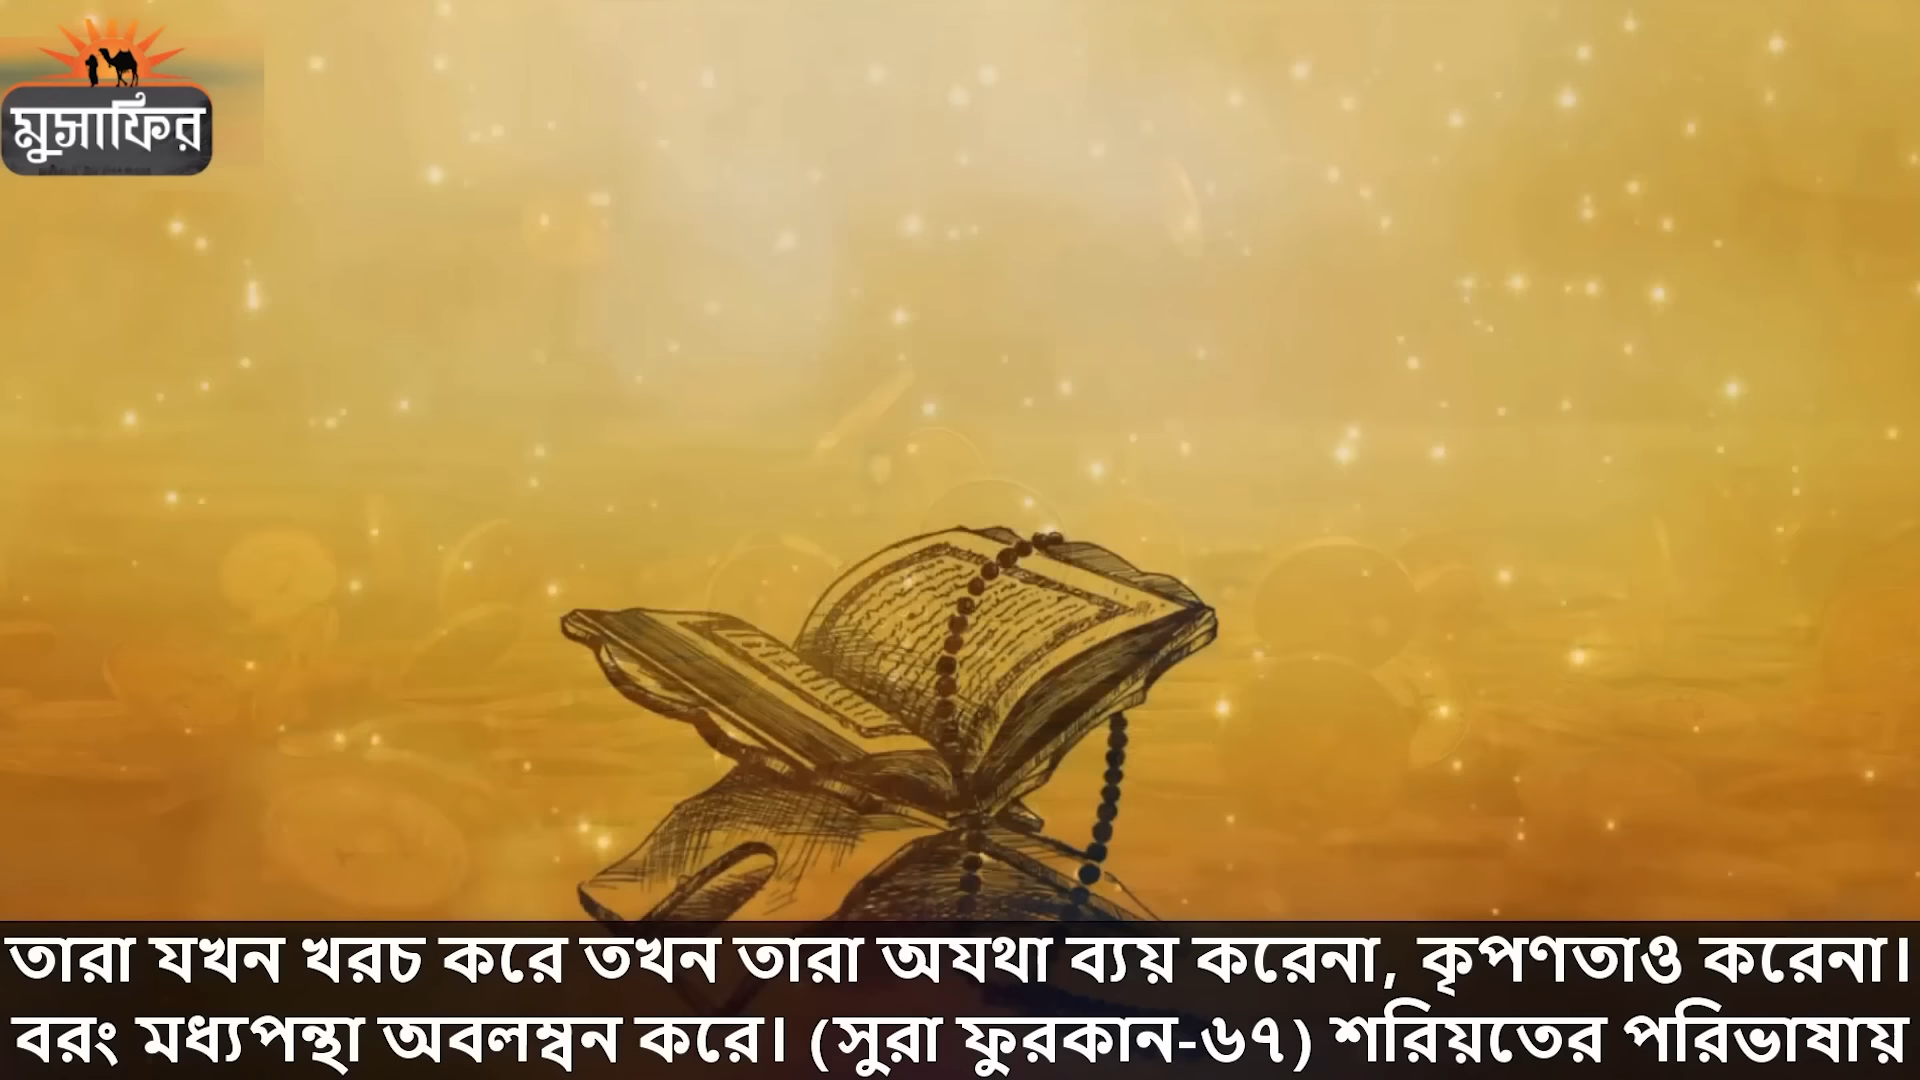 মুসাফির
তারা যখন খরচ করে তখন তারা অযথা ব্যয় করেনা, কৃপণতাও করেনা।
বরং মধ্যপন্থা অবলম্বন করে। (সুরা ফুরকান-৬৭) শরিয়তের পরিভাষায়